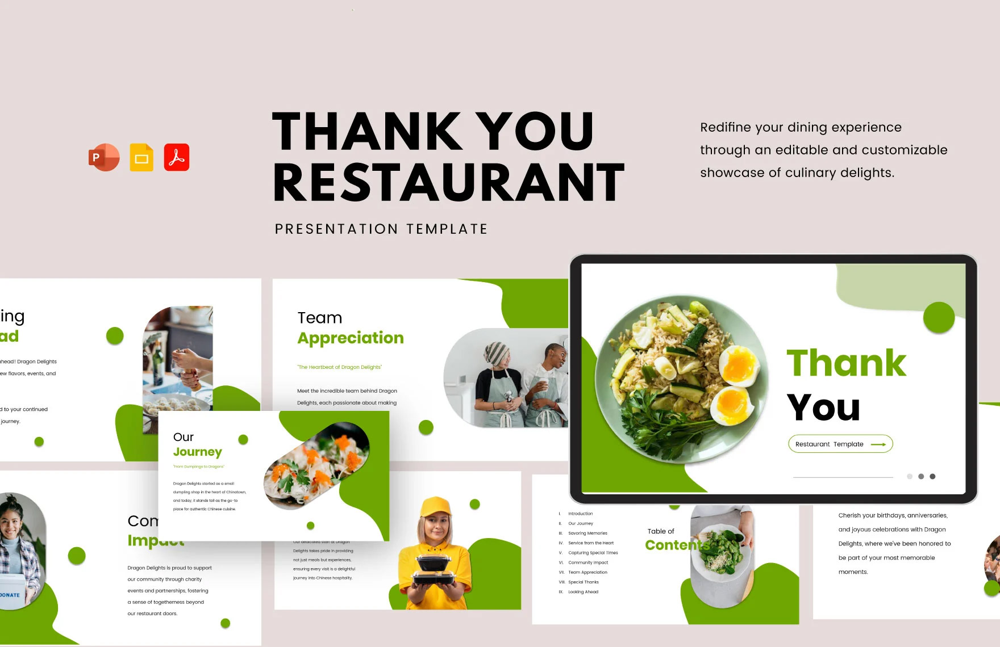 P
THANK YOU
RESTAURANT
PRESENTATION TEMPLATE
Redifine your dining experience
through an editable and customizable
showcase of culinary delights.
ing
ad
ahead! Dragon Delights
ew flavors, events, and
d to your continued
journey.
Team
Appreciation
"The Heartbeat of Dragon Delights"
Meet the incredible team behind Dragon
Delights, each passionate about making
Thank
You
Restaurant Template
Our
Journey
"From Dumplings to Dragons"
Dragon Delights started as a small
dumpling shop in the heart of Chinatown,
and today, it stands tall as the go-to
place for authentic Chinese cuisine.
DONATE
Com
Impact
Dragon Delights is proud to support
our community through charity
events and partnerships, fostering
a sense of togetherness beyond
our restaurant doors.
Our dedicated staff at Dragon
Delights takes pride in providing
not just meals but experiences,
ensuring every visit is a delightful
journey into Chinese hospitality.
I. Introduction
II. Our Journey
III. Savoring Memories
IV. Service from the Heart
V. Capturing Special Times
VI. Community Impact
VII. Team Appreciation
VIII. Special Thanks
IX. Looking Ahead
Table of
Contents
Cherish your birthdays, anniversaries,
and joyous celebrations with Dragon
Delights, where we've been honored to
be part of your most memorable
moments.